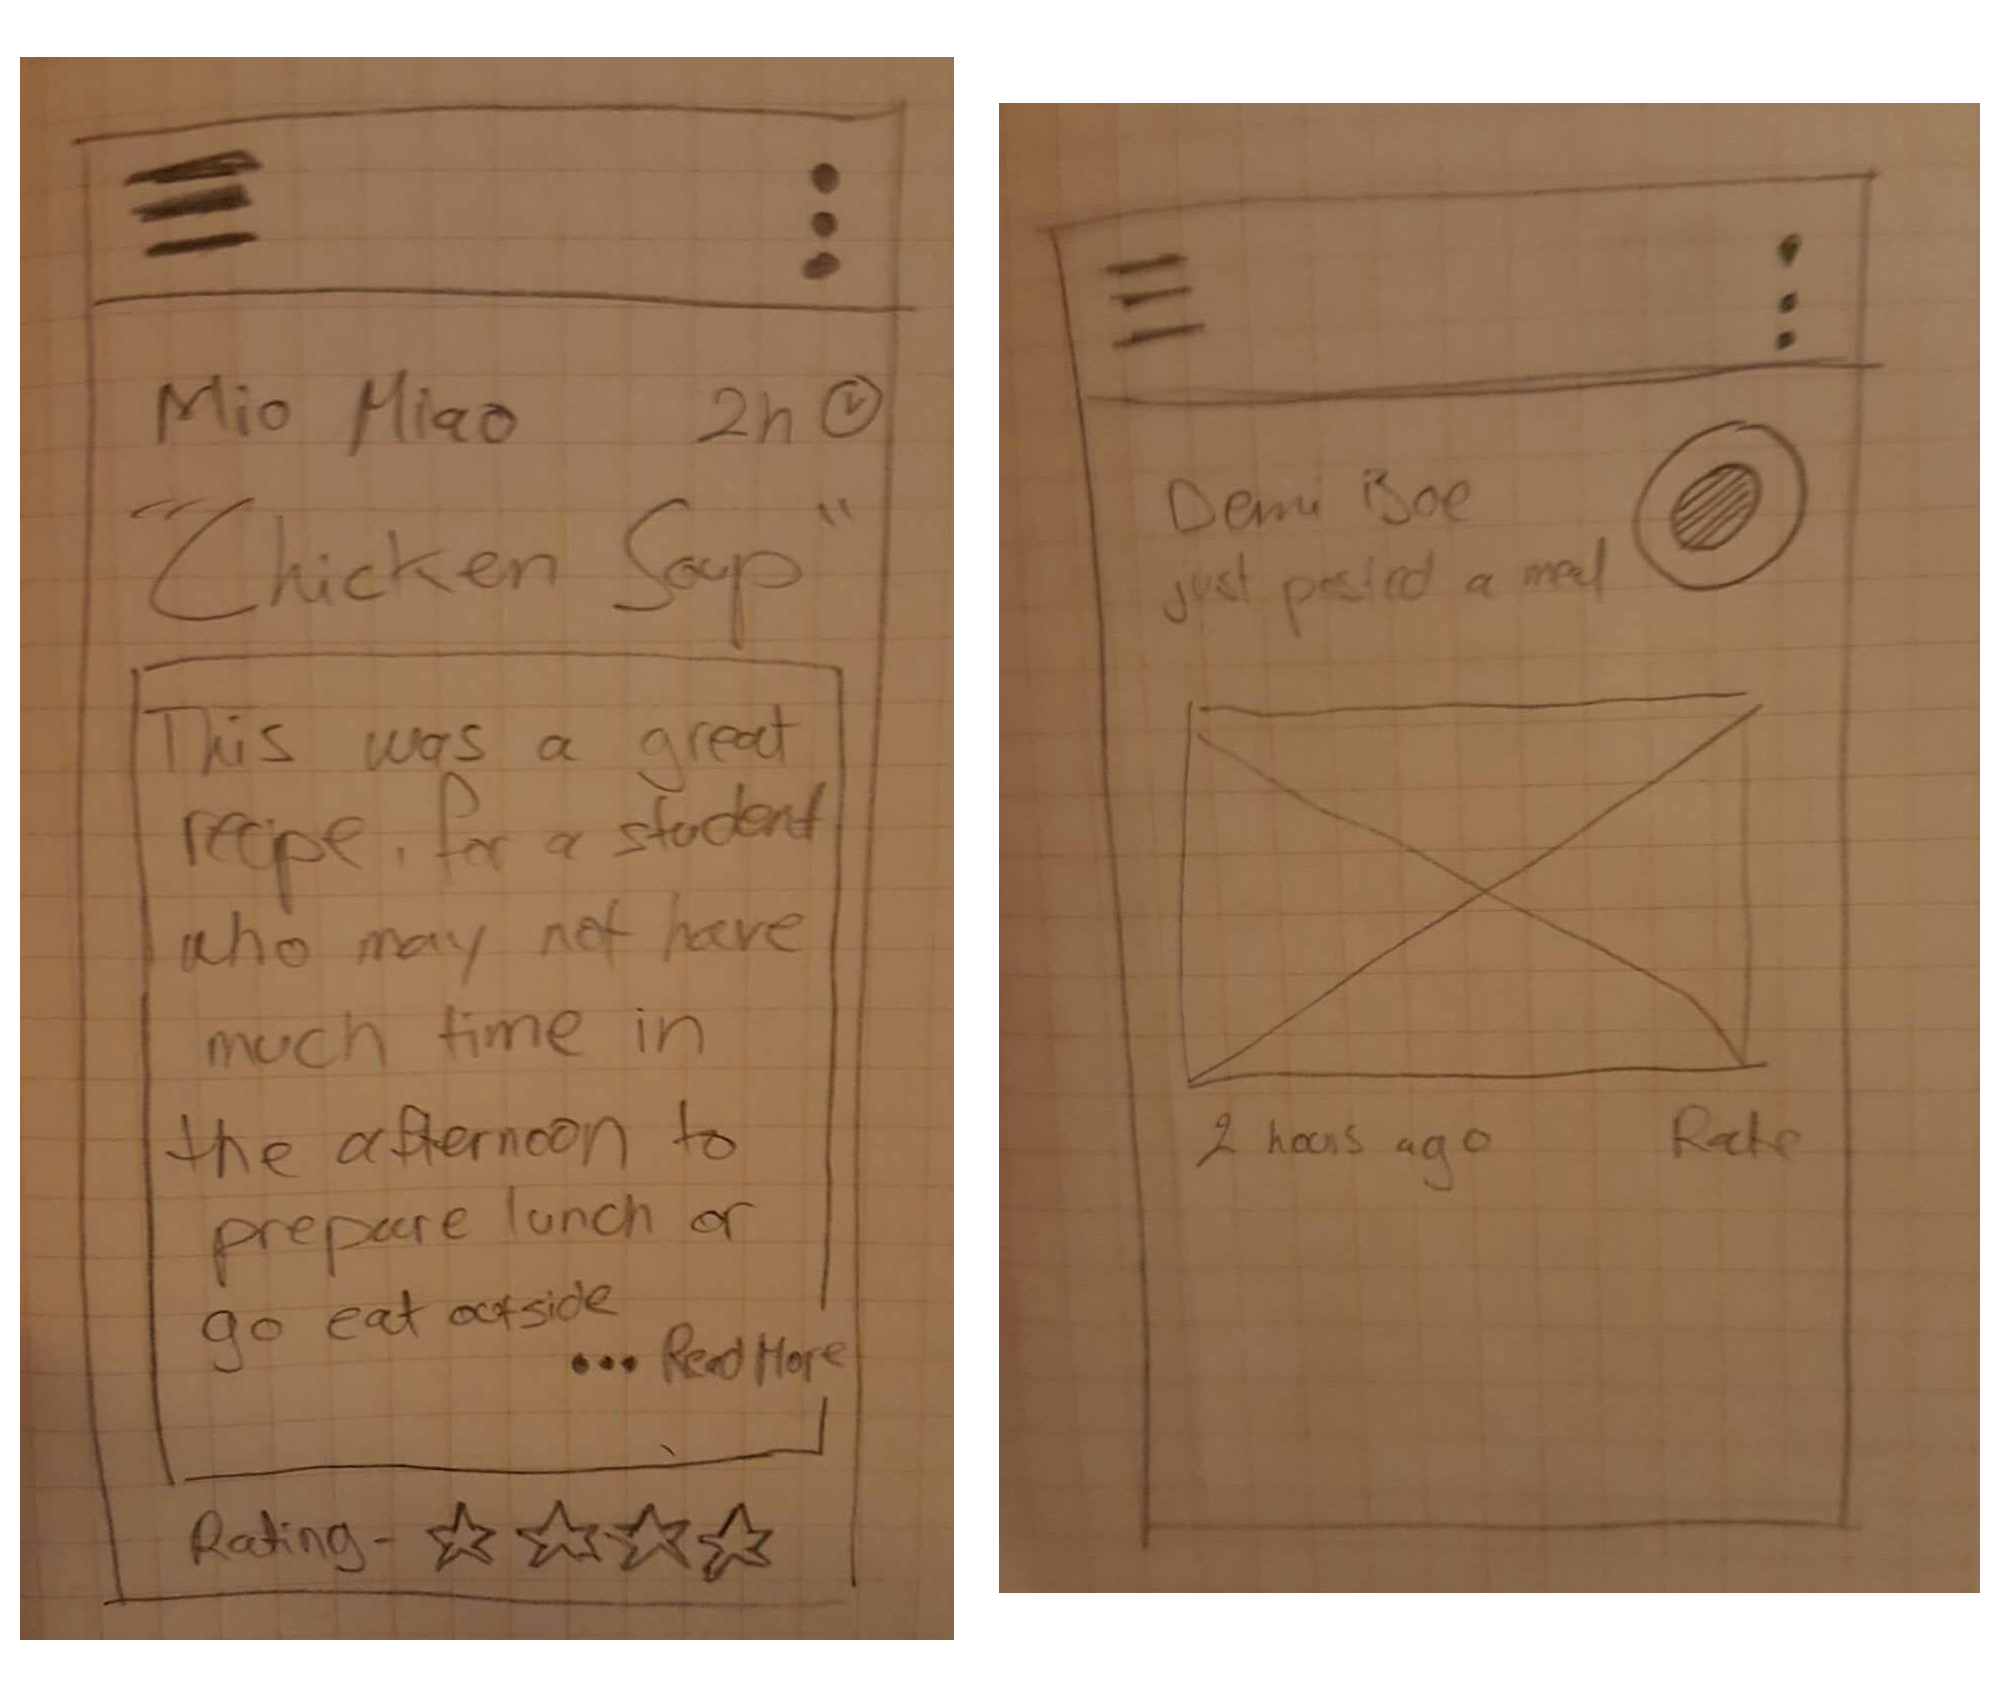 Mio Miao 2h
"Chicken Soup"
This was a great
recipe, for a student
who may not have
much time in
the afternoon to
prepare lunch or
go eat outside
... Read More
Rating -
Demi Boe
just posted a meal
2 hours ago Rate